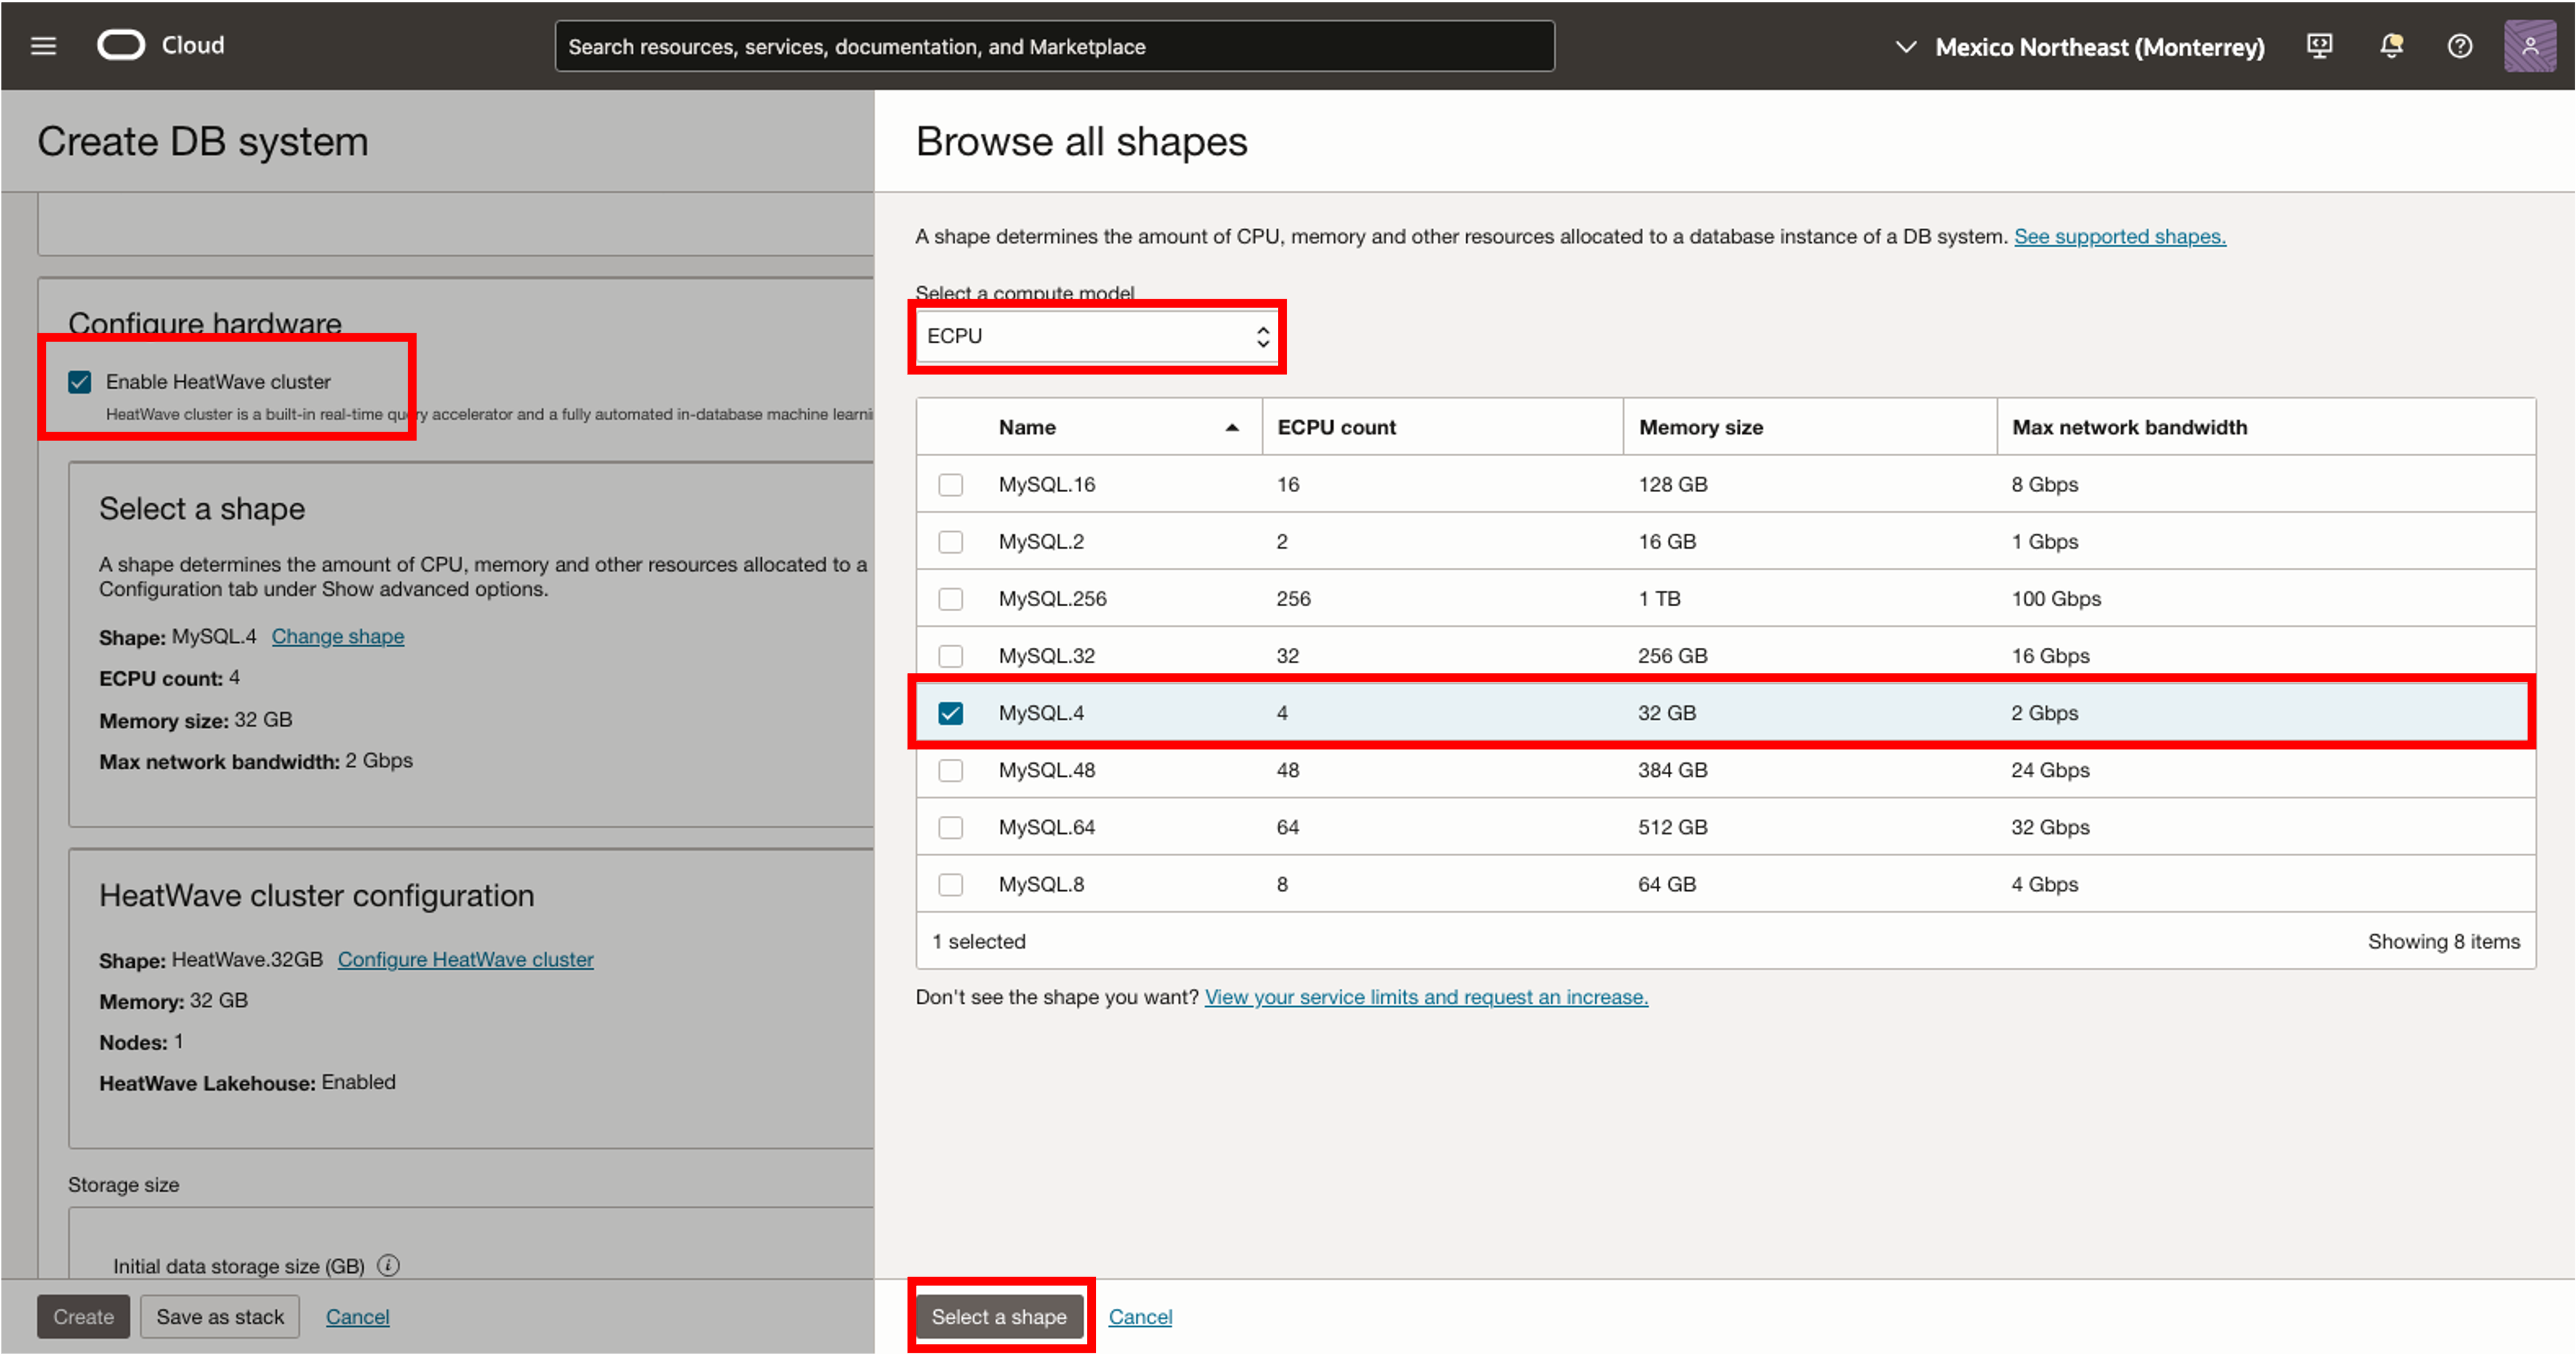 Cloud
Search resources, services, documentation, and Marketplace
Mexico Northeast (Monterrey)
Create DB system
Configure hardware
Enable HeatWave cluster
HeatWave cluster is a built-in real-time query accelerator and a fully automated in-database machine learni
Select a shape
A shape determines the amount of CPU, memory and other resources allocated to a
Configuration tab under Show advanced options.
Shape: MySQL.4 Change shape
ECPU count: 4
Memory size: 32 GB
Max network bandwidth: 2 Gbps
HeatWave cluster configuration
Shape: HeatWave.32GB Configure HeatWave cluster
Memory: 32 GB
Nodes: 1
HeatWave Lakehouse: Enabled
Storage size
Initial data storage size (GB)
Create Save as stack Cancel
Browse all shapes
A shape determines the amount of CPU, memory and other resources allocated to a database instance of a DB system. See supported shapes.
Select a compute model
ECPU
Name ECPU count Memory size Max network bandwidth
MySQL.16 16 128 GB 8 Gbps
MySQL.2 2 16 GB 1 Gbps
MySQL.256 256 1 TB 100 Gbps
MySQL.32 32 256 GB 16 Gbps
MySQL.4 4 32 GB 2 Gbps
MySQL.48 48 384 GB 24 Gbps
MySQL.64 64 512 GB 32 Gbps
MySQL.8 8 64 GB 4 Gbps
1 selected Showing 8 items
Don't see the shape you want? View your service limits and request an increase.
Select a shape Cancel